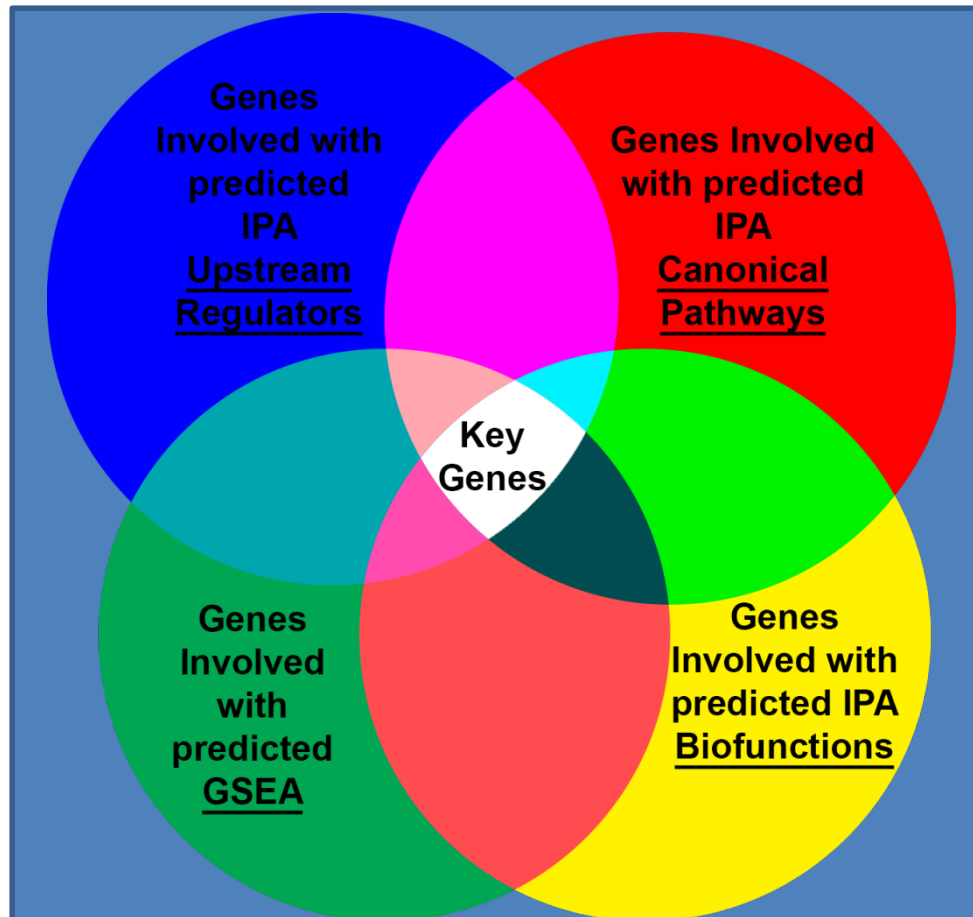 Genes
Involved with
predicted
IPA
Upstream
Regulators
Genes Involved
with predicted
IPA
Canonical
Pathways
Key
Genes
Genes
Involved
with
predicted
GSEA
Genes
Involved with
predicted IPA
Biofunctions